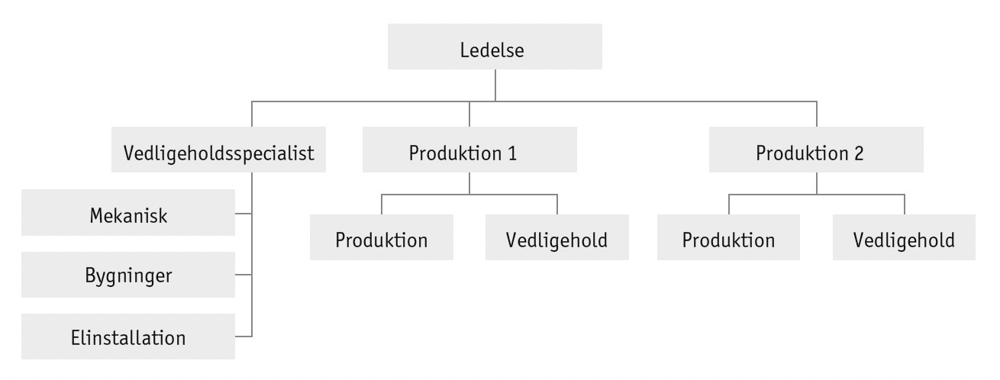 Ledelse
Vedligeholdsspecialist
Produktion 1
Produktion 2
Mekanisk
Bygninger
Elinstallation
Produktion
Vedligehold
Produktion
Vedligehold